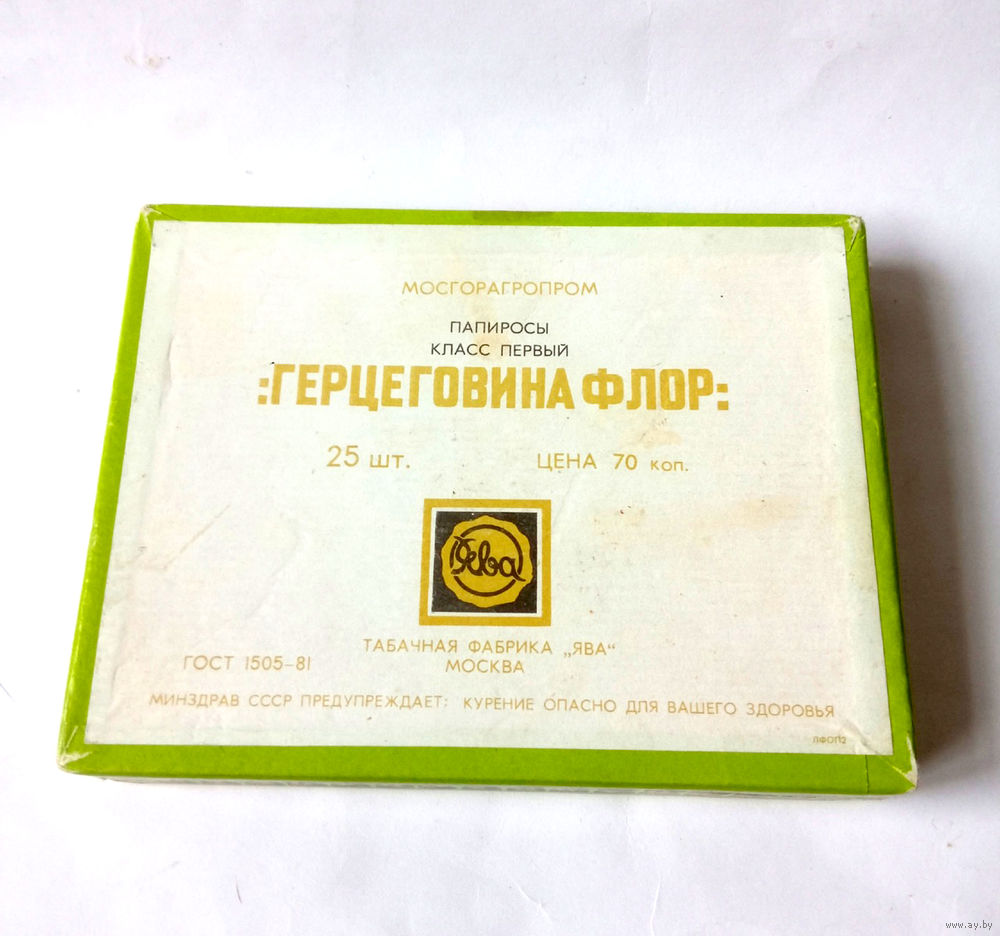 МОСГОРАГРОПРОМ
ПАПИРОСЫ
КЛАСС ПЕРВЫЙ
:ГЕРЦЕГОВИНА ФЛОР:
25 шт. ЦЕНА 70 коп.
Ява
ТАБАЧНАЯ ФАБРИКА „ЯВА“
МОСКВА
ГОСТ 1505-81
МИНЗДРАВ СССР ПРЕДУПРЕЖДАЕТ: КУРЕНИЕ ОПАСНО ДЛЯ ВАШЕГО ЗДОРОВЬЯ
www.ay.by